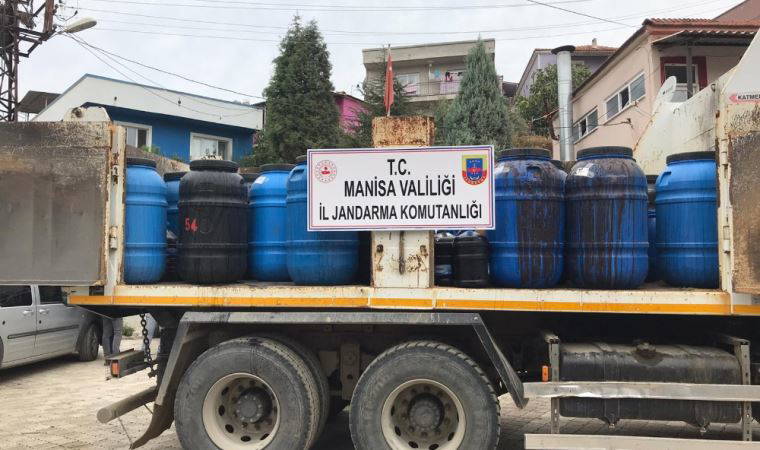 T.C.
MANİSA VALİLİĞİ
İL JANDARMA KOMUTANLIĞI
54